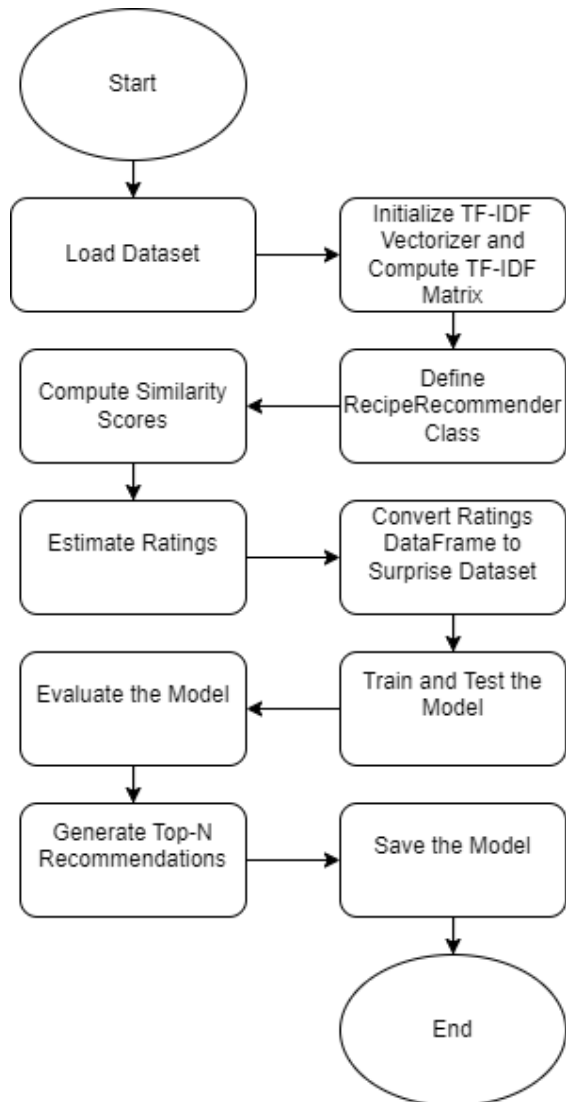 Start
Load Dataset
Initialize TF-IDF
Vectorizer and
Compute TF-IDF
Matrix
Define
RecipeRecommender
Class
Compute Similarity
Scores
Estimate Ratings
Convert Ratings
DataFrame to
Surprise Dataset
Train and Test the
Model
Evaluate the Model
Generate Top-N
Recommendations
Save the Model
End